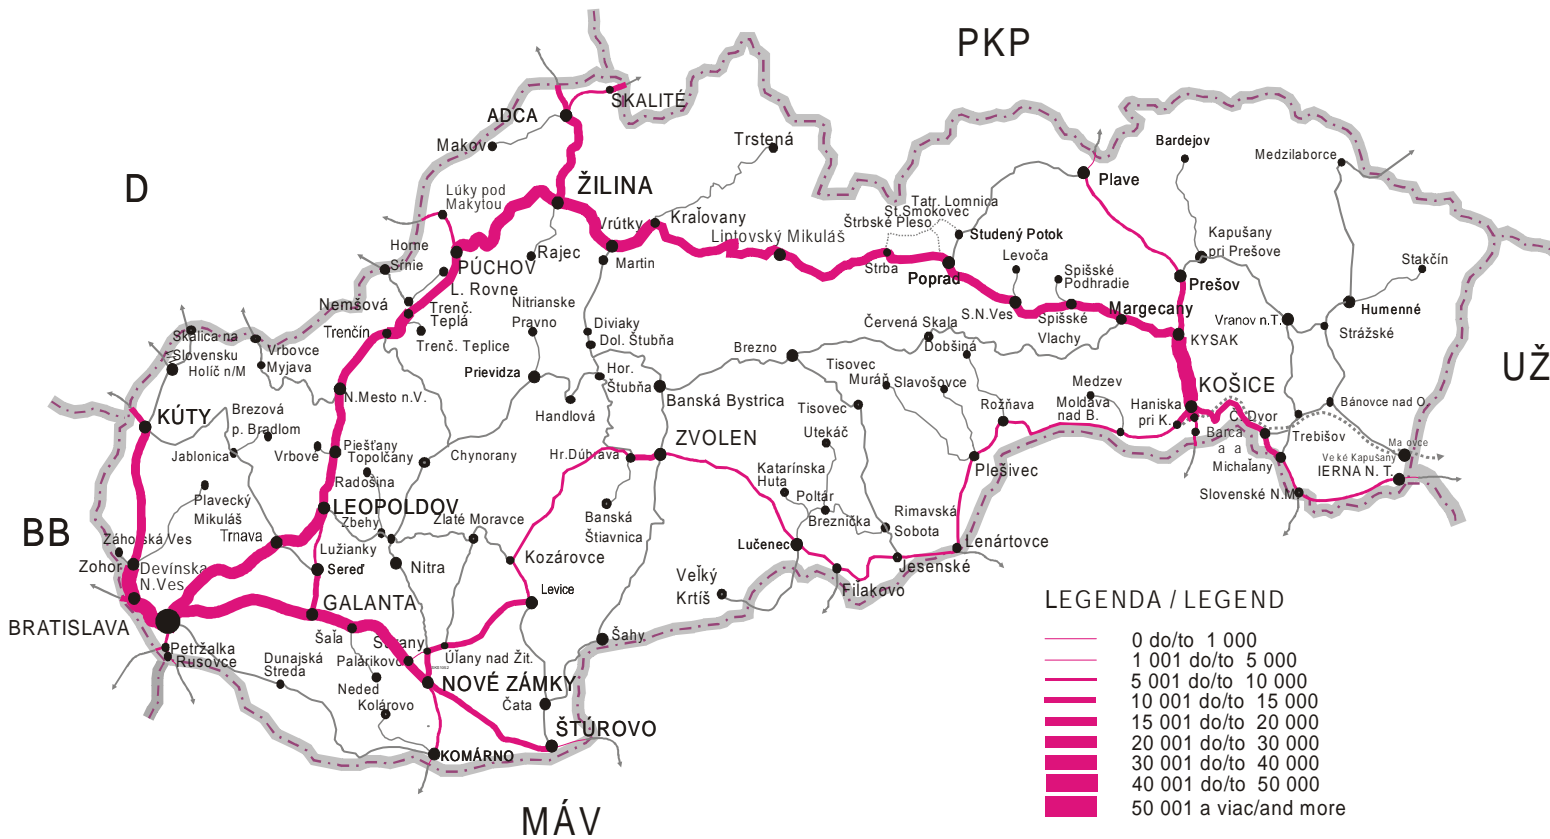 PKP
SKALITÉ
ADCA
Makov
Trstená
Bardejov
Medzilaborce
D
ŽILINA
Plave
Lúky pod
Makytou
Tatr. Lomnica
St.Smokovec
Štrbské Pleso
Kraľovany
Vrútky
Liptovský Mikuláš
Studený Potok
Kapušany
pri Prešove
Horne
Sŕnie
Rajec
Martin
Levoča
Štrba
Poprad
Spišské
Podhradie
Stakčín
PÚCHOV
L. Rovne
Prešov
Nemšová
Trenč.
Teplá
Nitrianske
Pravno
Diviaky
Dol. Štubňa
S.N.Ves
Spišské
Vlachy
Margecany
Humenné
Trenčín
Trenč. Teplice
Červená Skala
Dobšiná
KYSAK
Vranov n.T.
Strážské
Skalica na
Slovensku
Holíč n/M
Vrbovce
Myjava
Brezno
Tisovec
Muráň
Slavošovce
UŽ
Prievidza
Hor.
Štubňa
N.Mesto n.V.
Handlová
Banská Bystrica
Tisovec
Rožňava
Medzev
Moldava
nad B.
Haniska
pri K.
KOŠICE
Bánovce nad O
KÚTY
Brezová
p. Bradlom
Jablonica
Vrbové
Piešťany
Topoľčany
Radošina
Chynorany
ZVOLEN
Hr.Dúbrava
Utekáč
Katarínska
Huta
Poltár
Breznička
Plešivec
Barca
Č. Dvor
Trebišov
Ma ovce
Michaľany
Ve ké Kapušany
IERNA N. T.
Slovenské N.M.
Plavecký
Mikuláš
LEOPOLDOV
Trnava
Zbehy
Zlaté Moravce
Banská
Štiavnica
Rimavská
Sobota
BB
Záhorská Ves
Zohor
Devínska
N.Ves
Lužianky
Sereď
Nitra
Kozárovce
Lučenec
Lenártovce
Jesenské
Filakovo
Veľký
Krtíš
Levice
GALANTA
BRATISLAVA
Petržalka
Rusovce
Šaľa
Palárikovo
Šurany
Úľany nad Žit.
Šahy
Dunajská
Streda
Neded
Kolárovo
NOVÉ ZÁMKY
Čata
ŠTÚROVO
KOMÁRNO
MÁV
LEGENDA / LEGEND
0 do/to 1 000
1 001 do/to 5 000
5 001 do/to 10 000
10 001 do/to 15 000
15 001 do/to 20 000
20 001 do/to 30 000
30 001 do/to 40 000
40 001 do/to 50 000
50 001 a viac/and more